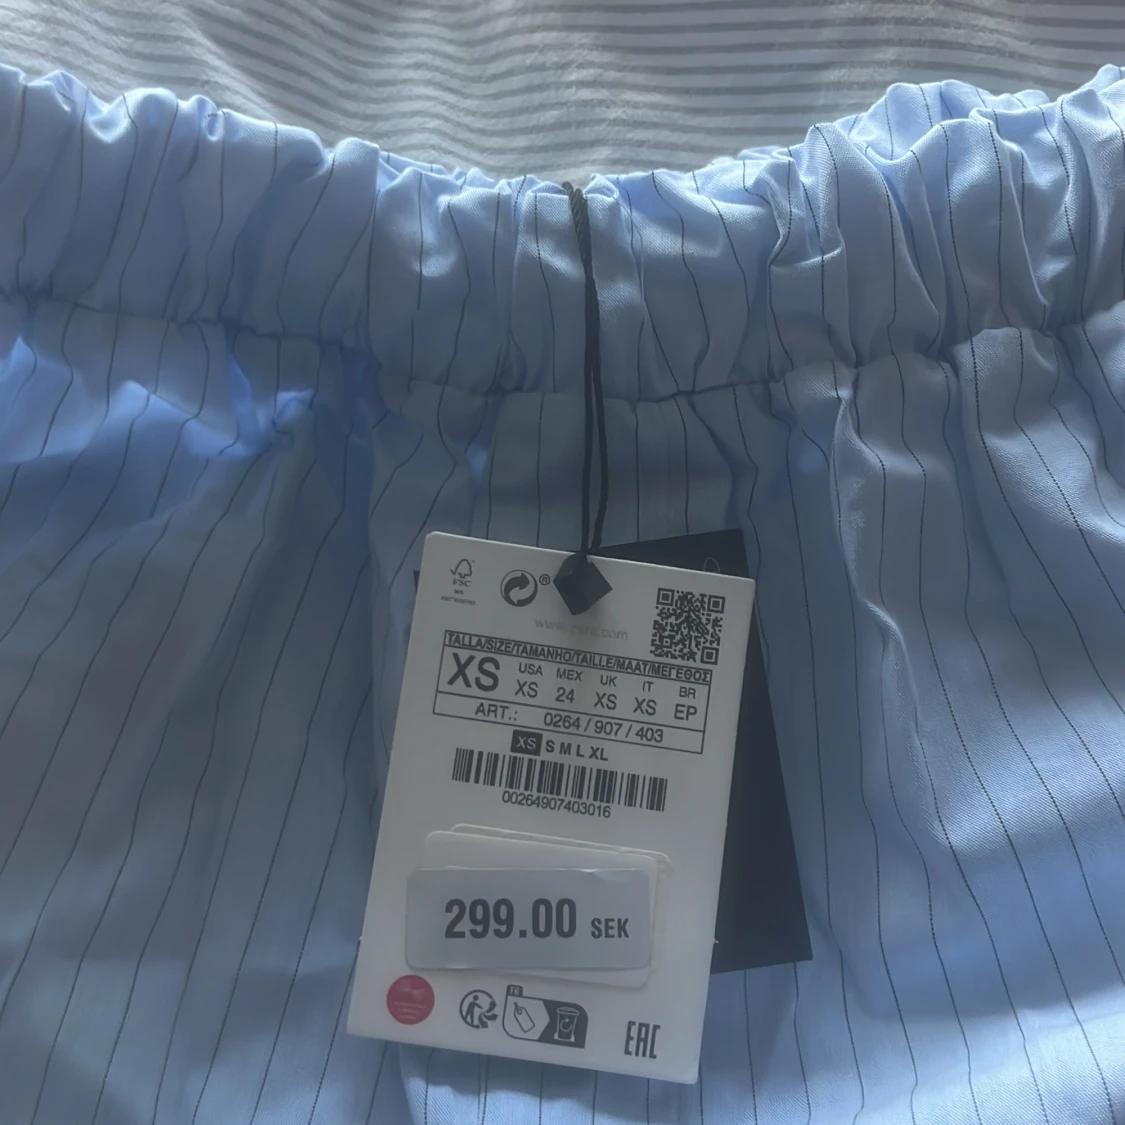 FSC
®
www.zara.com
TALLA/SIZE/TAMANHO/TAILLE/MAAT/ΜΕΓΕΘΟΣ
XS
USA MEX UK IT BR
XS 24 XS XS EP
ART.: 0264 / 907 / 403
XS S M L XL
00264907403016
299.00 SEK
FR
EAC